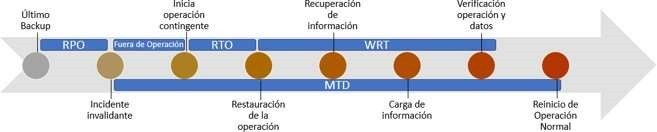 Último
Backup
Inicia
operación
contingente
Recuperación
de
información
Verificación
operación y
datos
RPO
Fuera de Operación
RTO
WRT
MTD
Incidente
invalidante
Restauración
de la
operación
Carga de
información
Reinicio de
Operación
Normal